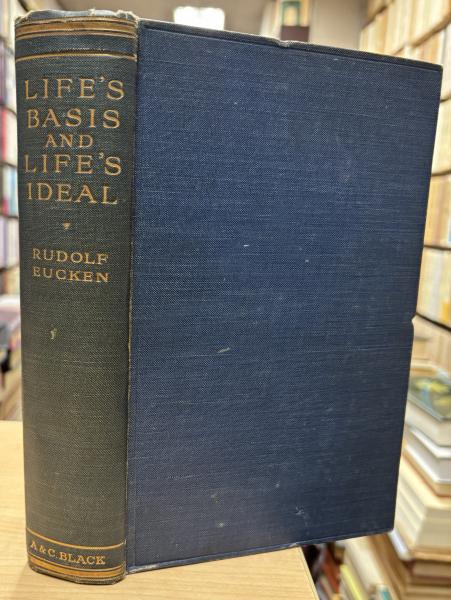 LIFE'S
BASIS
AND
LIFE'S
IDEAL
RUDOLF
EUCKEN
A & C. BLACK